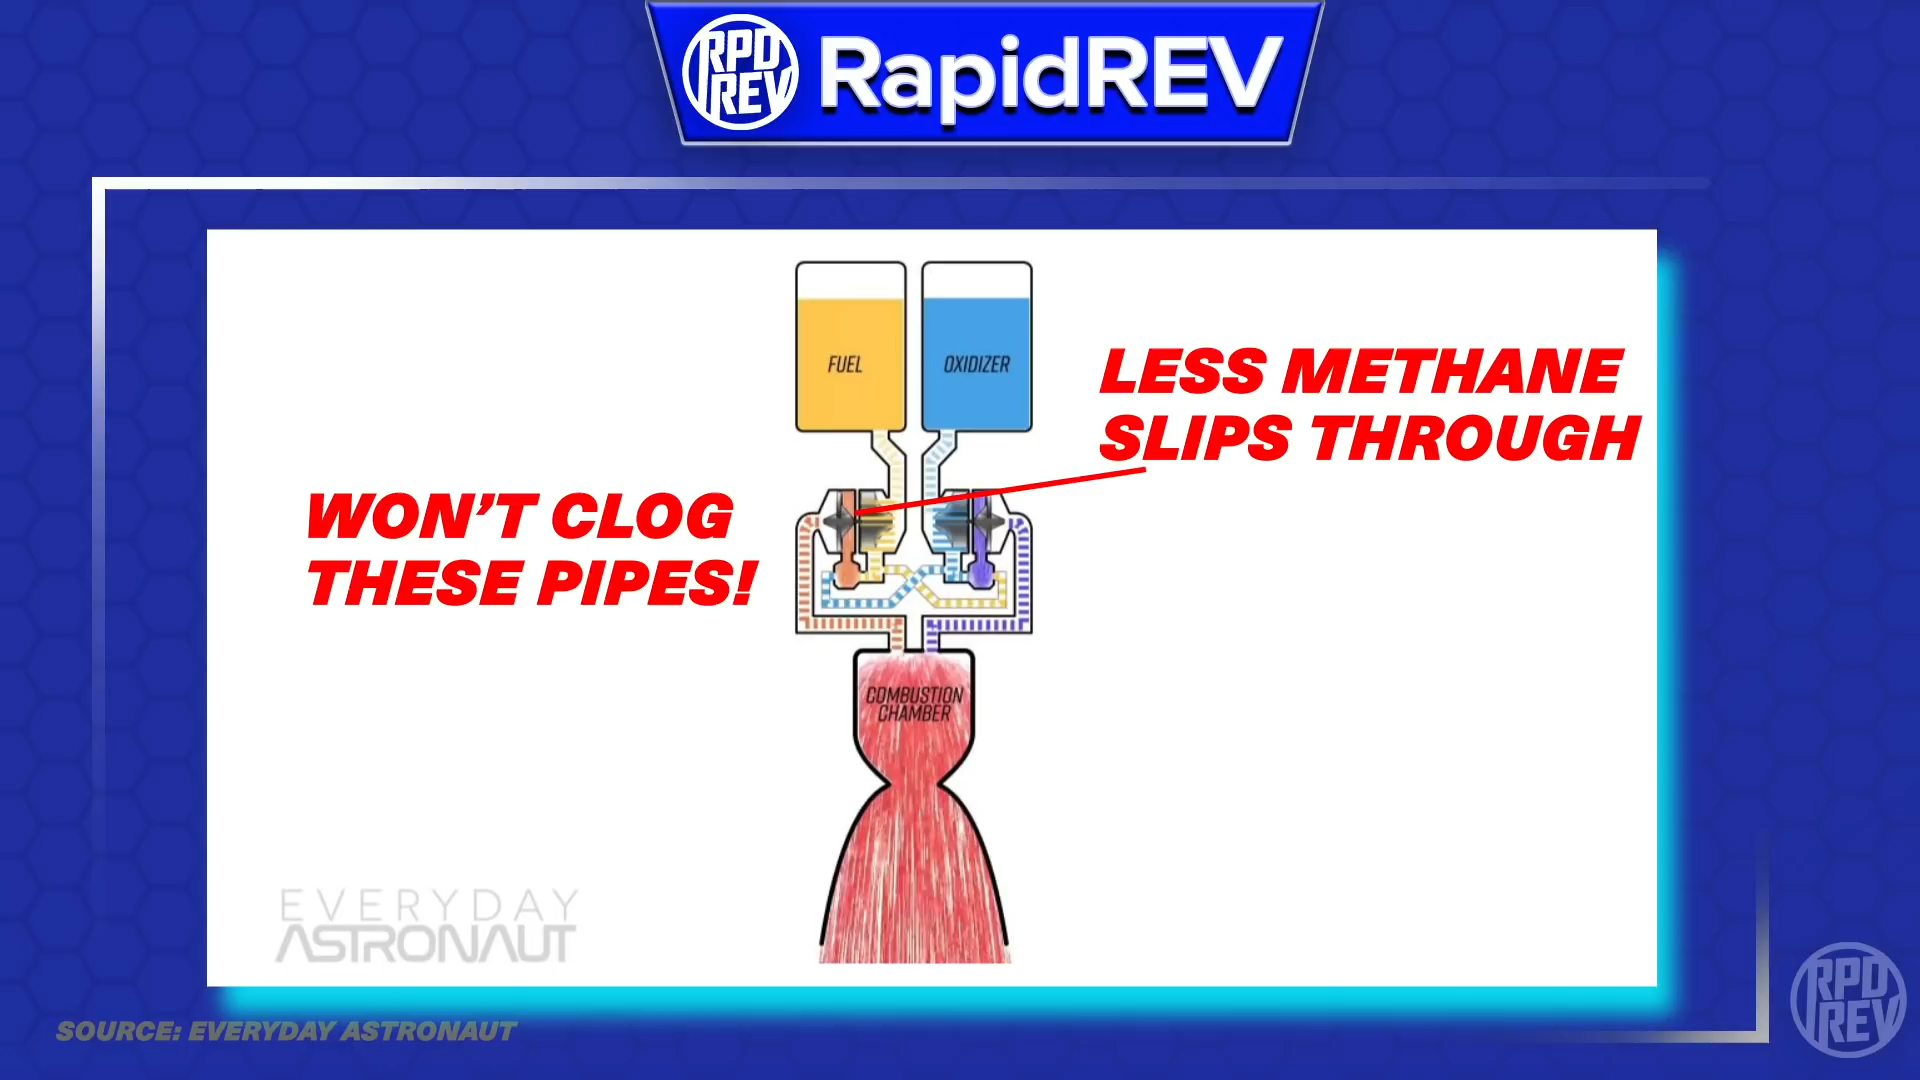 RPD
REV
RapidREV
FUEL
OXIDIZER
LESS METHANE
SLIPS THROUGH
WON'T CLOG
THESE PIPES!
COMBUSTION
CHAMBER
EVERYDAY
ASTRONAUT
SOURCE: EVERYDAY ASTRONAUT
RPD
REV